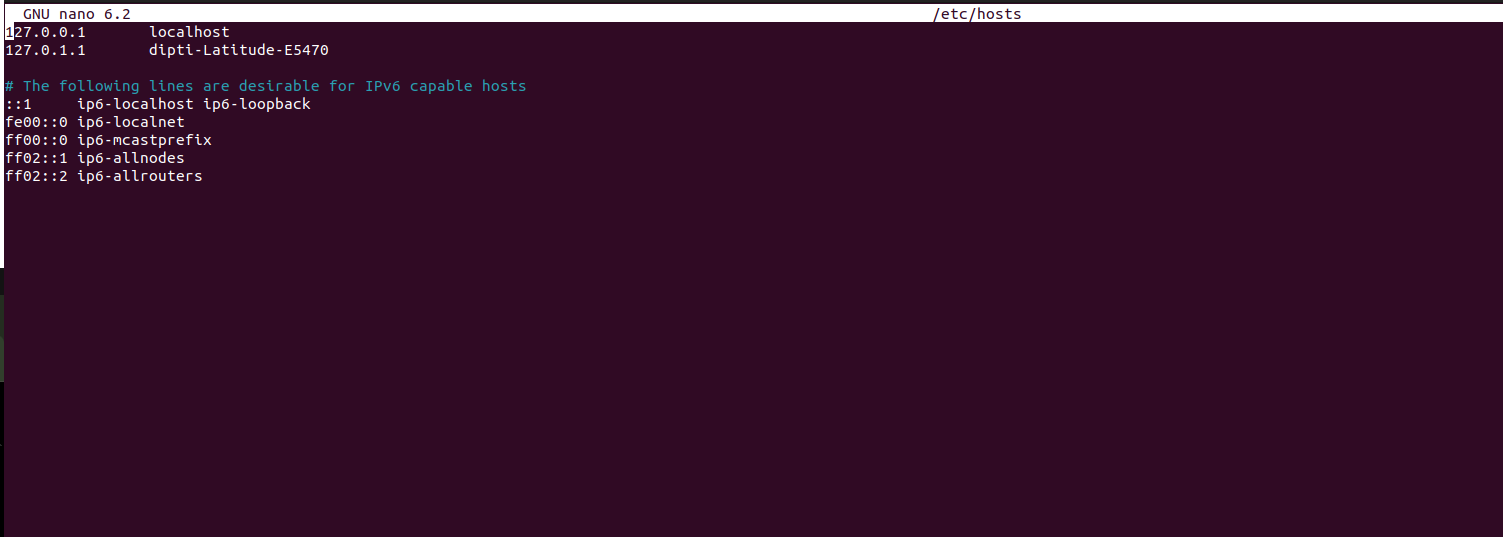 GNU nano 6.2 /etc/hosts
127.0.0.1 localhost
127.0.1.1 dipti-Latitude-E5470
# The following lines are desirable for IPv6 capable hosts
::1 ip6-localhost ip6-loopback
fe00::0 ip6-localnet
ff00::0 ip6-mcastprefix
ff02::1 ip6-allnodes
ff02::2 ip6-allrouters